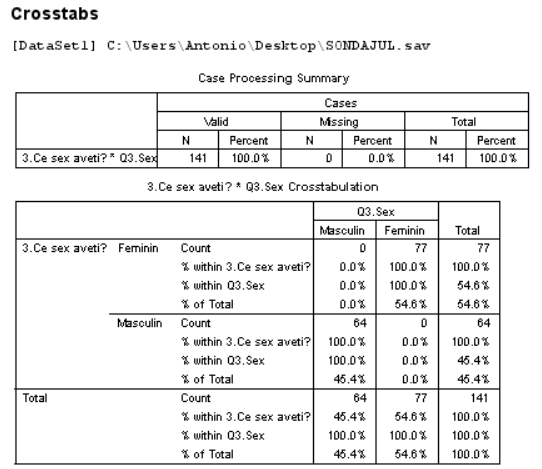 Crosstabs
[DataSet1] C:\Users\Antonio\Desktop\SONDAJUL.sav
Case Processing Summary
Cases
Valid Missing Total
N Percent N Percent N Percent
3.Ce sex aveti? * Q3.Sex 141 100.0% 0 0.0% 141 100.0%
3.Ce sex aveti? * Q3.Sex Crosstabulation
Q3.Sex
Masculin Feminin Total
3.Ce sex aveti? Feminin Count 0 77 77
% within 3.Ce sex aveti? 0.0% 100.0% 100.0%
% within Q3.Sex 0.0% 100.0% 54.6%
% of Total 0.0% 54.6% 54.6%
Masculin Count 64 0 64
% within 3.Ce sex aveti? 100.0% 0.0% 100.0%
% within Q3.Sex 100.0% 0.0% 45.4%
% of Total 45.4% 0.0% 45.4%
Total Count 64 77 141
% within 3.Ce sex aveti? 45.4% 54.6% 100.0%
% within Q3.Sex 100.0% 100.0% 100.0%
% of Total 45.4% 54.6% 100.0%